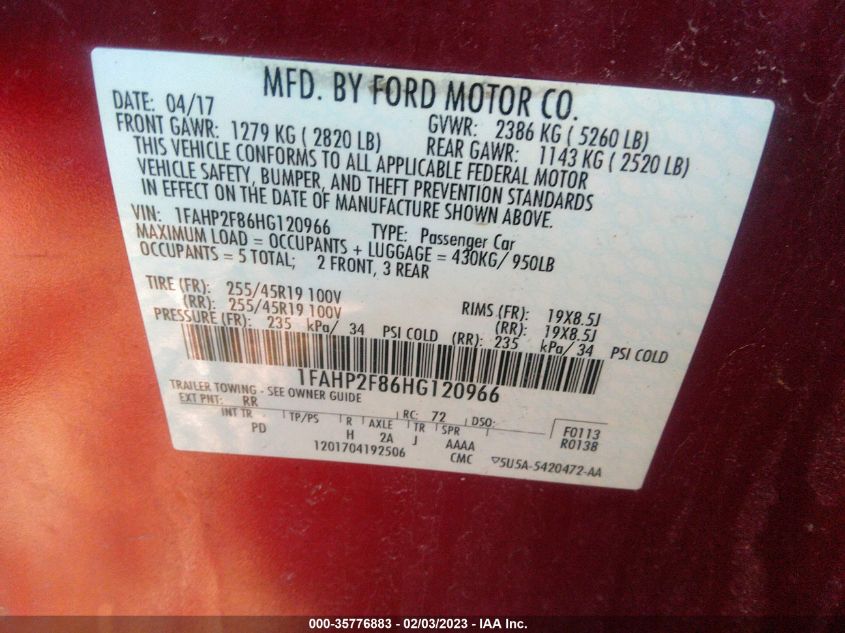 MFD. BY FORD MOTOR CO.
DATE: 04/17 GVWR: 2386 KG ( 5260 LB)
FRONT GAWR: 1279 KG ( 2820 LB) REAR GAWR: 1143 KG ( 2520 LB)
THIS VEHICLE CONFORMS TO ALL APPLICABLE FEDERAL MOTOR
VEHICLE SAFETY, BUMPER, AND THEFT PREVENTION STANDARDS
IN EFFECT ON THE DATE OF MANUFACTURE SHOWN ABOVE.
VIN: 1FAHP2F86HG120966 TYPE: Passenger Car
MAXIMUM LOAD = OCCUPANTS + LUGGAGE = 430KG/ 950LB
OCCUPANTS = 5 TOTAL; 2 FRONT, 3 REAR
TIRE (FR): 255/45R19 100V RIMS (FR): 19X8.5J
(RR): 255/45R19 100V (RR): 19X8.5J
PRESSURE (FR): 235 kPa/ 34 PSI COLD (RR): 235 kPa/ 34 PSI COLD
1FAHP2F86HG120966
TRAILER TOWING - SEE OWNER GUIDE
EXT PNT: RR RC: 72 DSO: F0113
INT TR TP/PS R AXLE TR SPR R0138
PD H 2A J AAAA
1201704192506 CMC 5U5A-5420472-AA
000-35776883 - 02/03/2023 - IAA Inc.